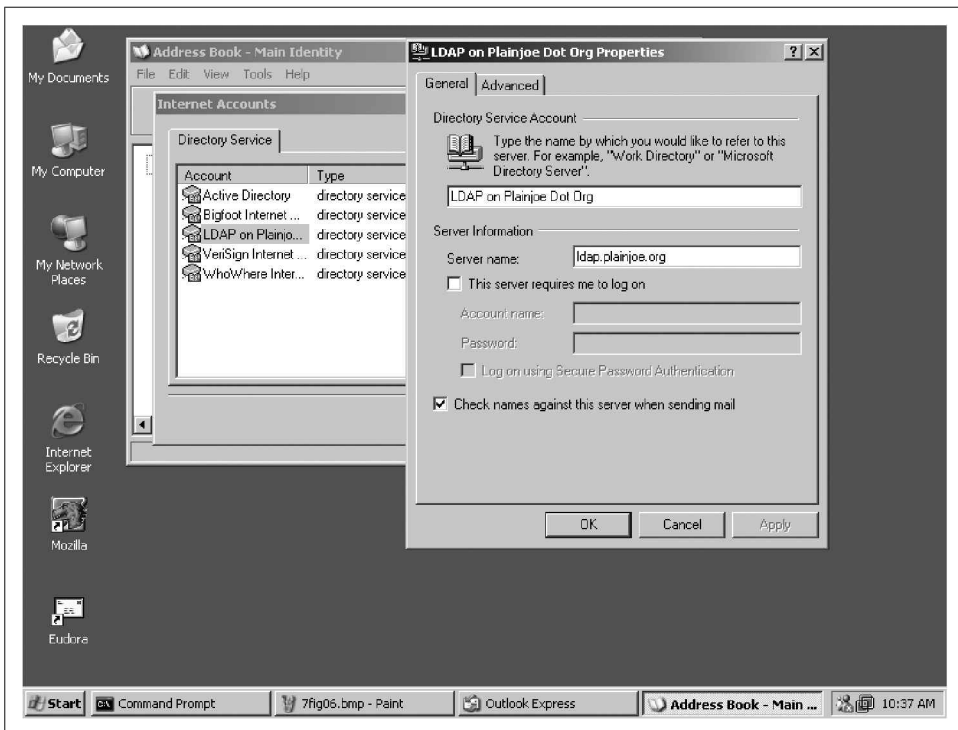 My Documents
My Computer
My Network
Places
Recycle Bin
Internet
Explorer
Mozilla
Eudora
Address Book - Main Identity
File Edit View Tools Help
Internet Accounts
Directory Service
Account Type
Active Directory directory service
Bigfoot Internet ... directory service
LDAP on Plainjo... directory service
VeriSign Internet ... directory service
WhoWhere Inter... directory service
LDAP on Plainjoe Dot Org Properties
General Advanced
Directory Service Account
Type the name by which you would like to refer to this
server. For example, "Work Directory" or "Microsoft
Directory Server".
LDAP on Plainjoe Dot Org
Server Information
Server name: ldap.plainjoe.org
This server requires me to log on
Account name:
Password:
Log on using Secure Password Authentication
Check names against this server when sending mail
OK Cancel Apply
Start Command Prompt 7fig06.bmp - Paint Outlook Express Address Book - Main ... 10:37 AM